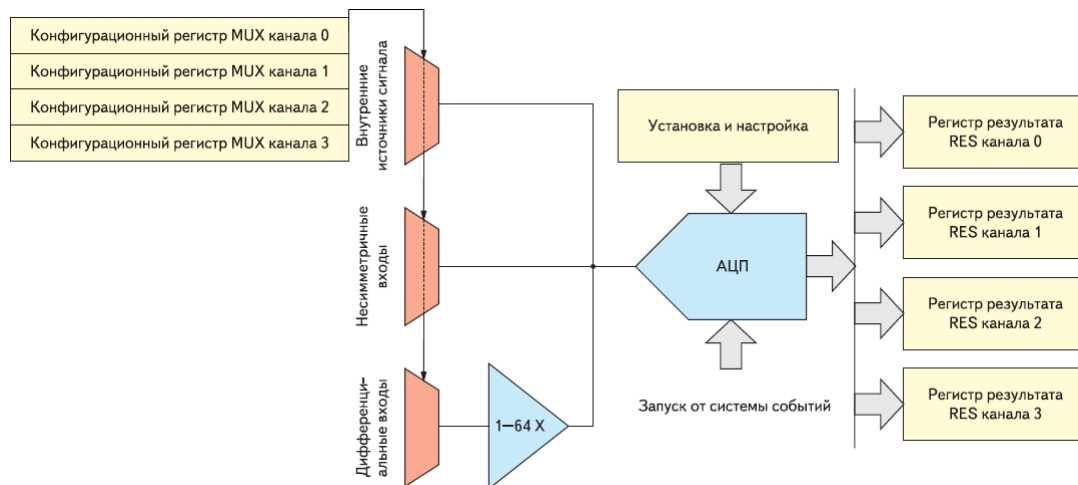 Конфигурационный регистр MUX канала 0
Конфигурационный регистр MUX канала 1
Конфигурационный регистр MUX канала 2
Конфигурационный регистр MUX канала 3
Внутренние
источники сигнала
Несимметричные
входы
Дифференци–
альные входы
1–64 X
Установка и настройка
АЦП
Запуск от системы событий
Регистр результата
RES канала 0
Регистр результата
RES канала 1
Регистр результата
RES канала 2
Регистр результата
RES канала 3